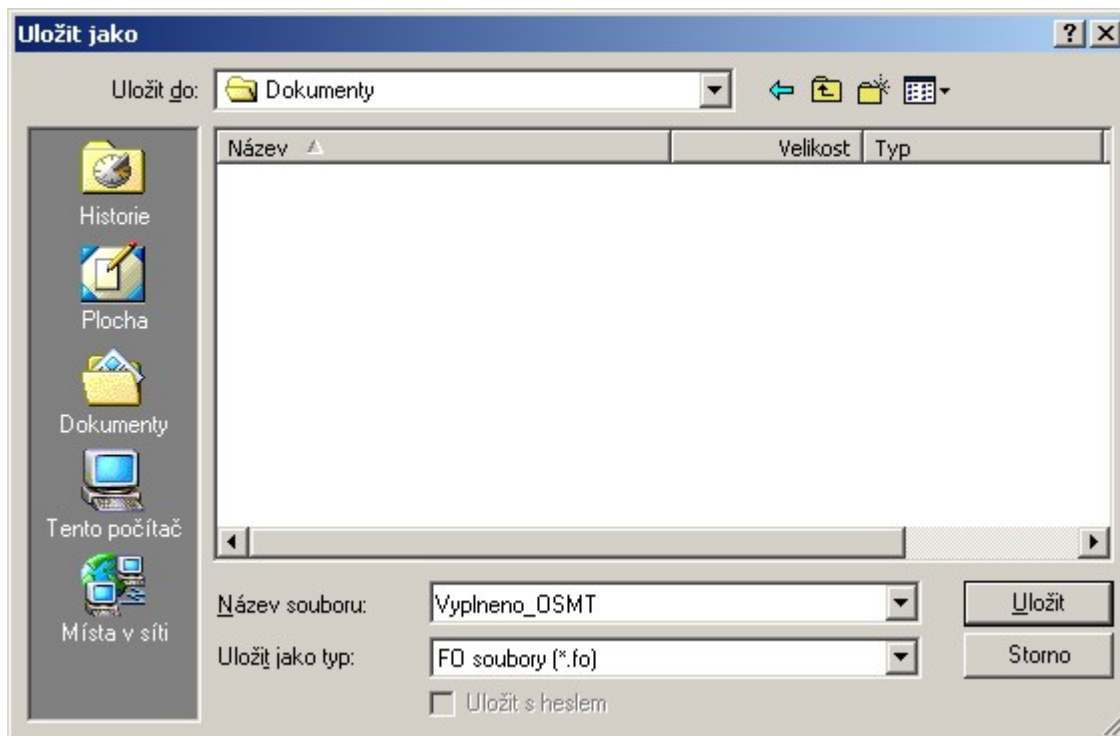 Uložit jako
Uložit do: Dokumenty
Název Velikost Typ
Historie
Plocha
Dokumenty
Tento počítač
Místa v síti
Název souboru: Vyplneno_OSMT Uložit
Uložit jako typ: FO soubory (*.fo) Storno
Uložit s heslem